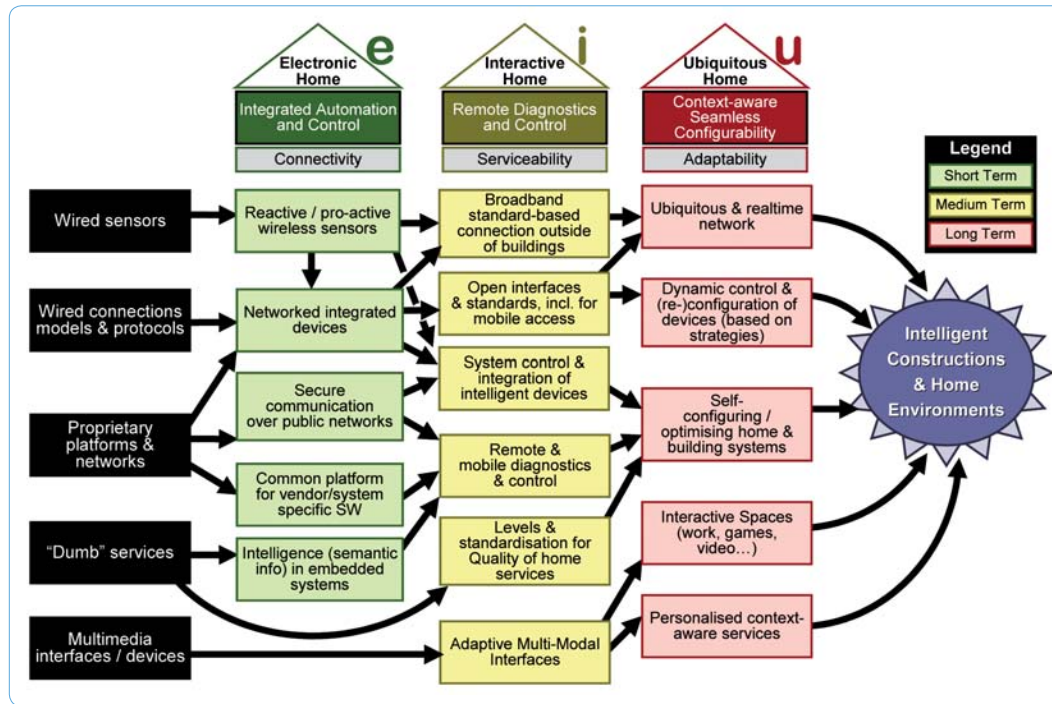 e
Electronic
Home
Integrated Automation
and Control
Connectivity
i
Interactive
Home
Remote Diagnostics
and Control
Serviceability
u
Ubiquitous
Home
Context-aware
Seamless
Configurability
Adaptability
Legend
Short Term
Medium Term
Long Term
Wired sensors
Wired connections
models & protocols
Proprietary
platforms &
networks
“Dumb” services
Multimedia
interfaces / devices
Reactive / pro-active
wireless sensors
Networked integrated
devices
Secure
communication
over public networks
Common platform
for vendor/system
specific SW
Intelligence (semantic
info) in embedded
systems
Broadband
standard-based
connection outside
of buildings
Open interfaces
& standards, incl. for
mobile access
System control &
integration of
intelligent devices
Remote &
mobile diagnostics
& control
Levels &
standardisation for
Quality of home
services
Adaptive Multi-Modal
Interfaces
Ubiquitous & realtime
network
Dynamic control &
(re-)configuration of
devices (based on
strategies)
Self-
configuring /
optimising home &
building systems
Interactive Spaces
(work, games,
video…)
Personalised context-
aware services
Intelligent
Constructions
& Home
Environments